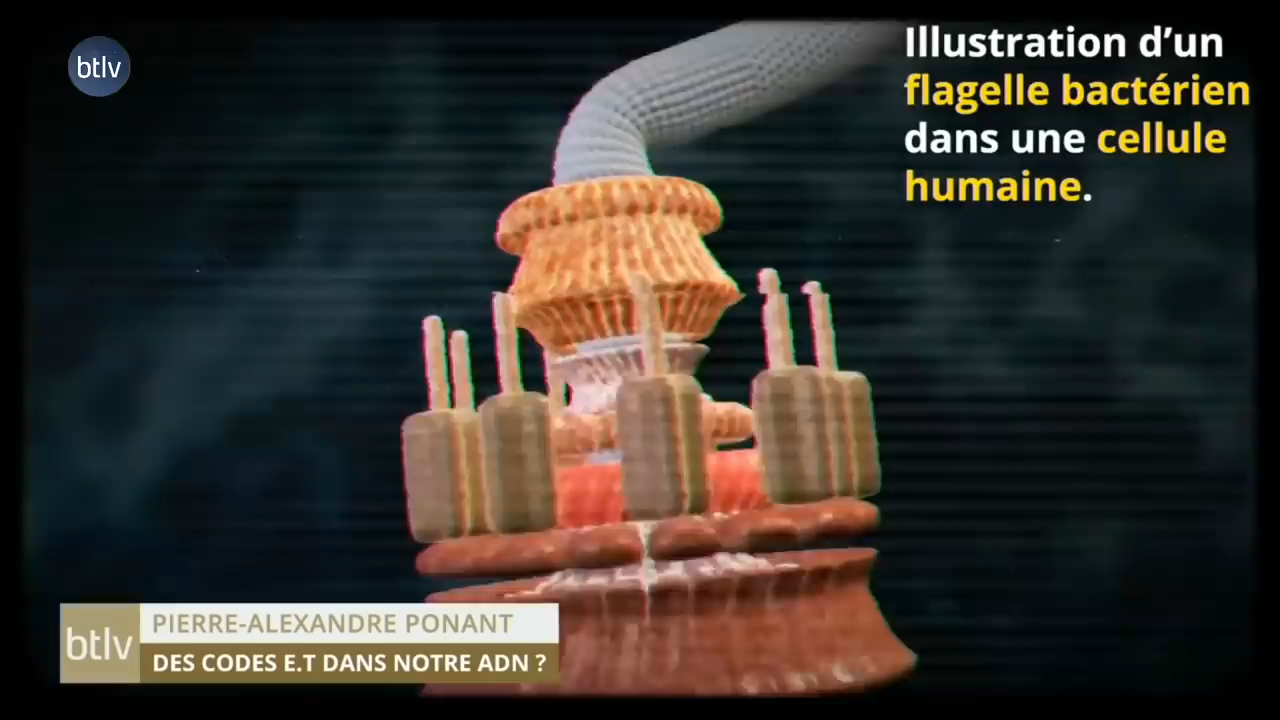 btlv
Illustration d’un
flagelle bactérien
dans une cellule
humaine.
btlv
PIERRE-ALEXANDRE PONANT
DES CODES E.T DANS NOTRE ADN ?